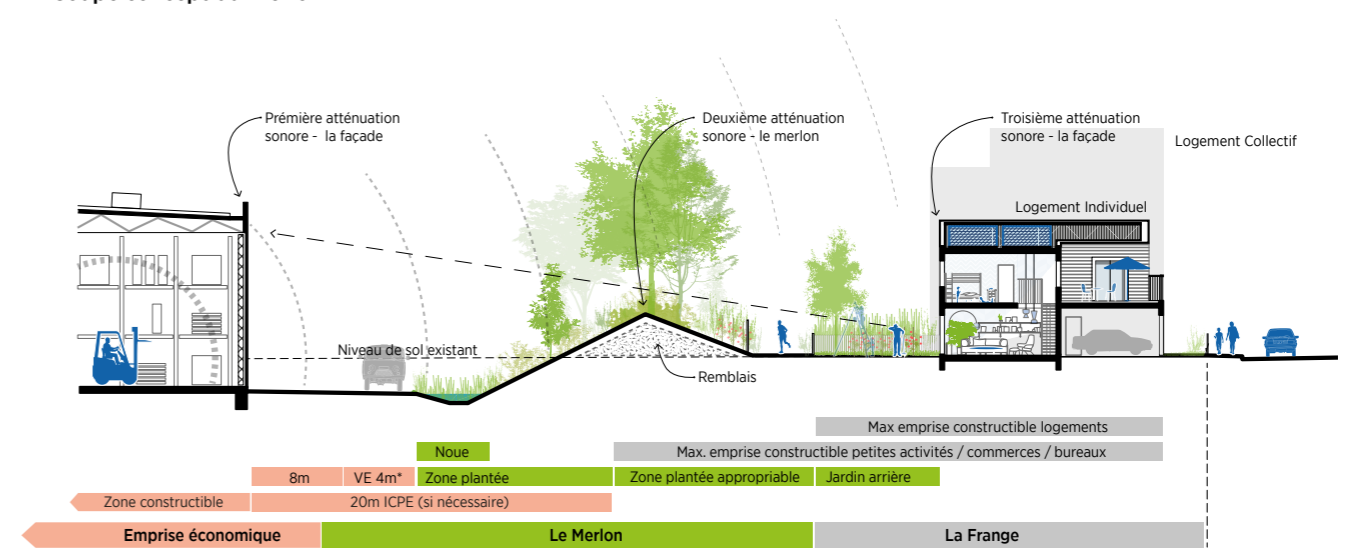 Prémière atténuation
sonore - la façade
Deuxième atténuation
sonore - le merlon
Troisième atténuation
sonore - la façade
Logement Collectif
Logement Individuel
Niveau de sol existant
Remblais
Max emprise constructible logements
Noue
Max. emprise constructible petites activités / commerces / bureaux
8m
VE 4m*
Zone plantée
Zone plantée appropriable
Jardin arrière
Zone constructible
20m ICPE (si nécessaire)
Emprise économique
Le Merlon
La Frange